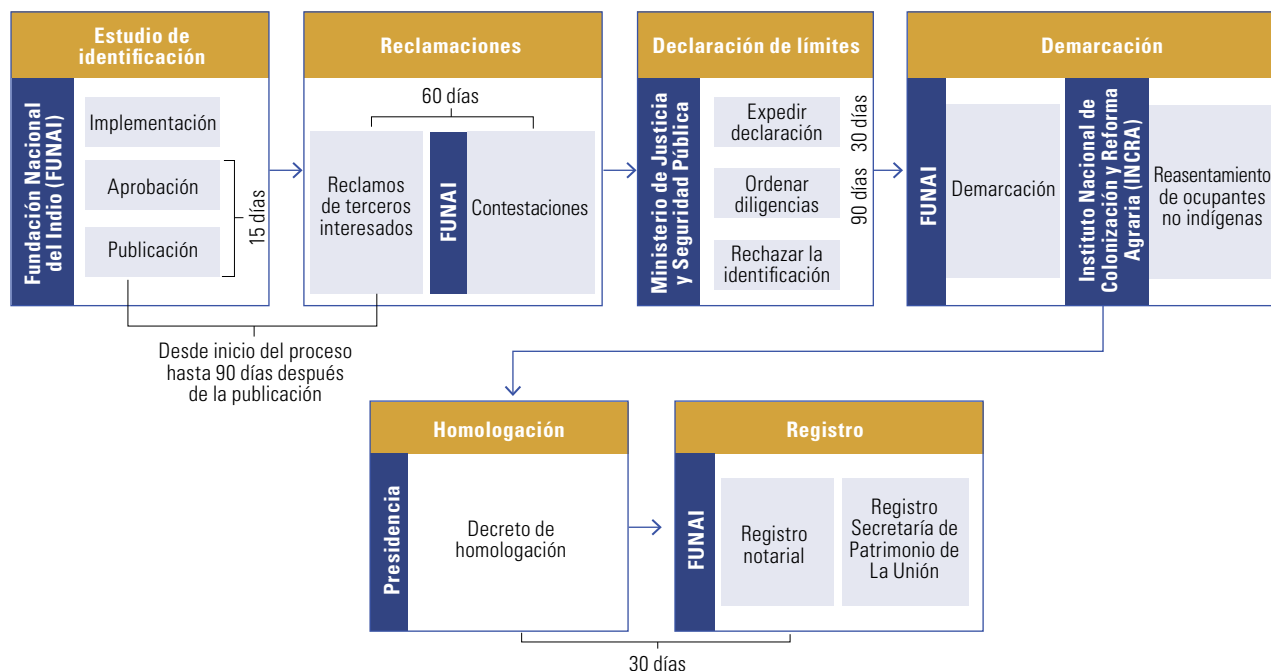 Estudio de
identificación
Fundación Nacional
del Indio (FUNAI)
Implementación
Aprobación
Publicación
15 días
Reclamaciones
60 días
Reclamos
de terceros
interesados
FUNAI
Contestaciones
Desde inicio del proceso
hasta 90 días después
de la publicación
Declaración de límites
Ministerio de Justicia
y Seguridad Pública
Expedir
declaración
30 días
Ordenar
diligencias
90 días
Rechazar la
identificación
Demarcación
FUNAI
Demarcación
Instituto Nacional de
Colonización y Reforma
Agraria (INCRA)
Reasentamiento
de ocupantes
no indígenas
Homologación
Presidencia
Decreto de
homologación
Registro
FUNAI
Registro
notarial
Registro
Secretaría de
Patrimonio de
La Unión
30 días